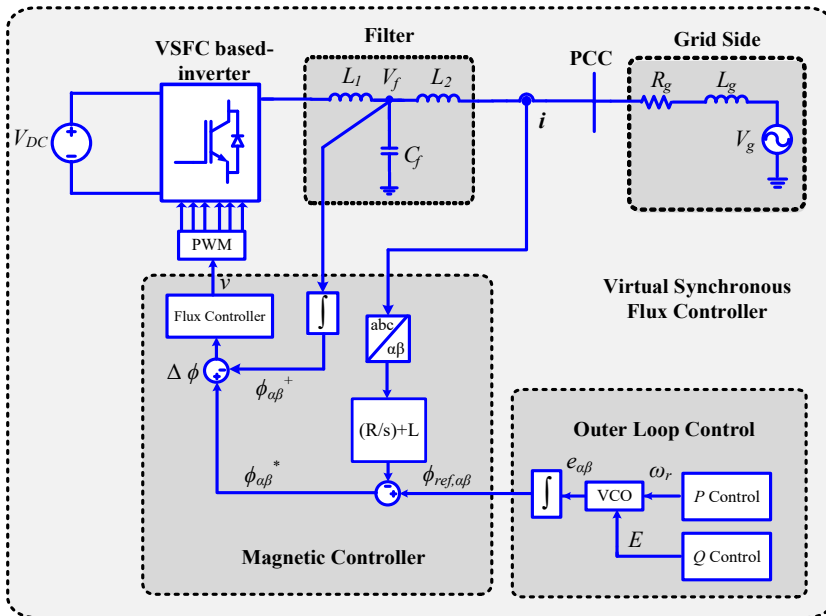 VSFC based-
inverter
Filter
Grid Side
PCC
L1
Vf
L2
Rg
Lg
VDC
Cf
i
Vg
PWM
v
Virtual Synchronous
Flux Controller
Flux Controller
∫
abc
αβ
Δ ϕ
ϕαβ+
(R/s)+L
Outer Loop Control
ϕαβ*
ϕref,αβ
∫
eαβ
VCO
ωr
P Control
E
Q Control
Magnetic Controller